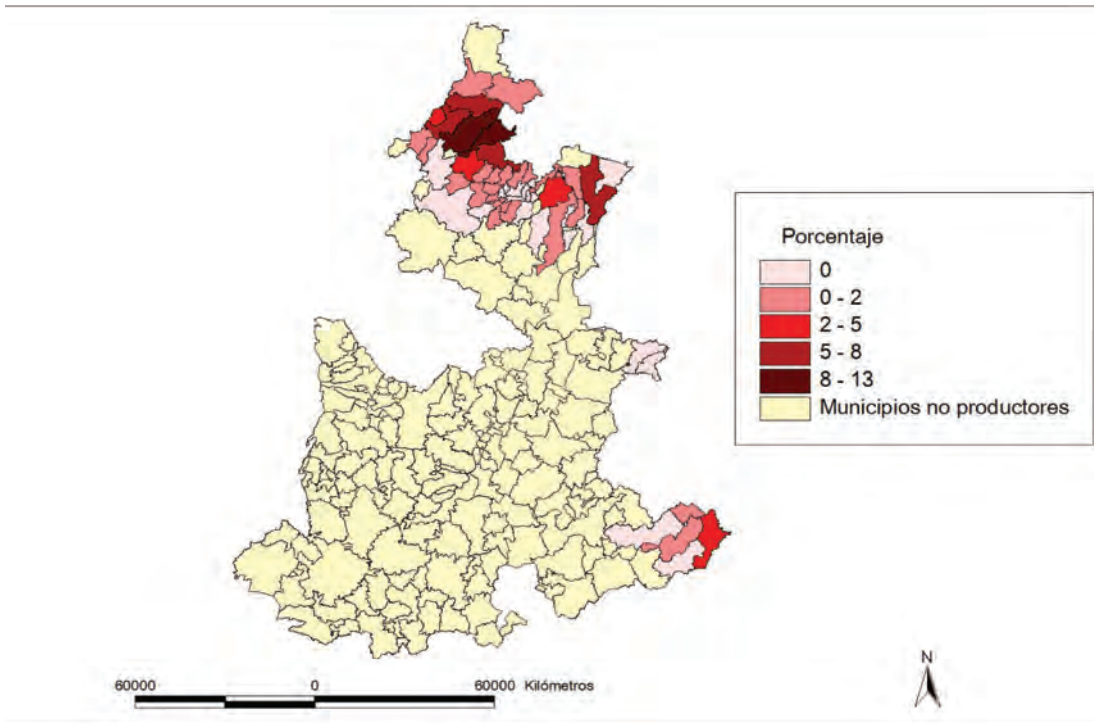 Porcentaje
0
0 - 2
2 - 5
5 - 8
8 - 13
Municipios no productores
N
60000 0 60000 Kilómetros